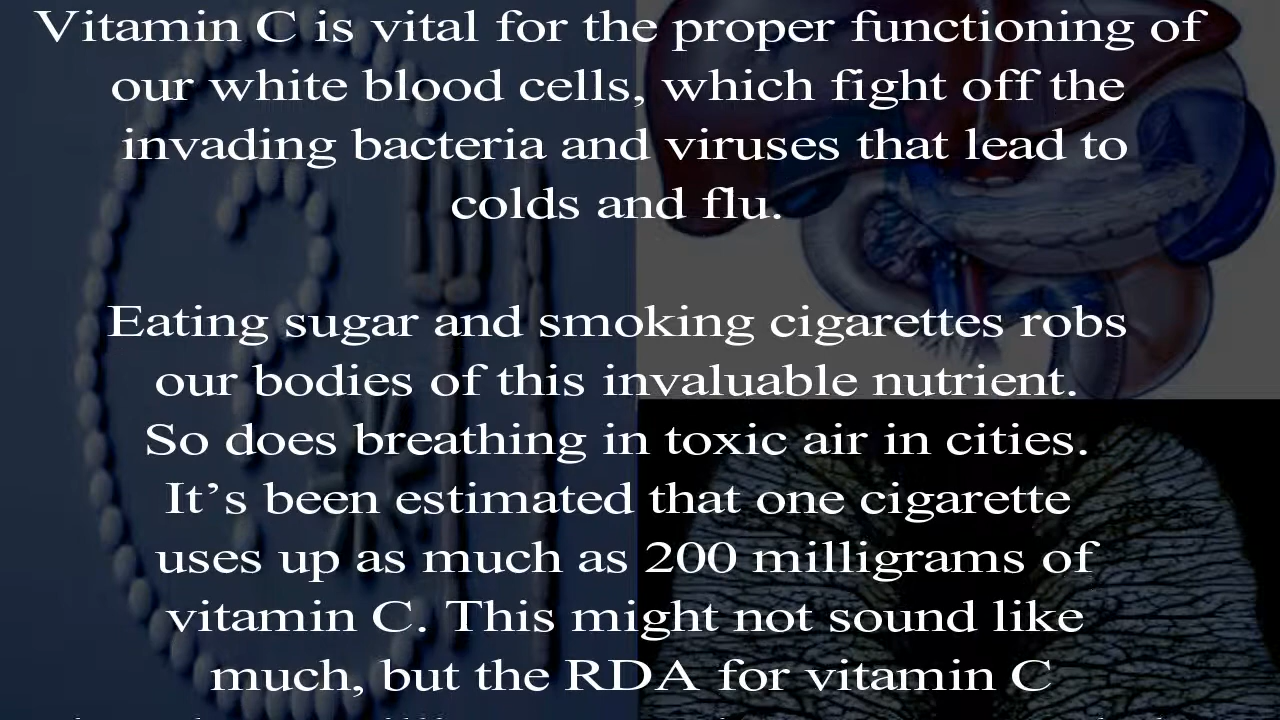 Vitamin C is vital for the proper functioning of
our white blood cells, which fight off the
invading bacteria and viruses that lead to
colds and flu.
Eating sugar and smoking cigarettes robs
our bodies of this invaluable nutrient.
So does breathing in toxic air in cities.
It’s been estimated that one cigarette
uses up as much as 200 milligrams of
vitamin C. This might not sound like
much, but the RDA for vitamin C